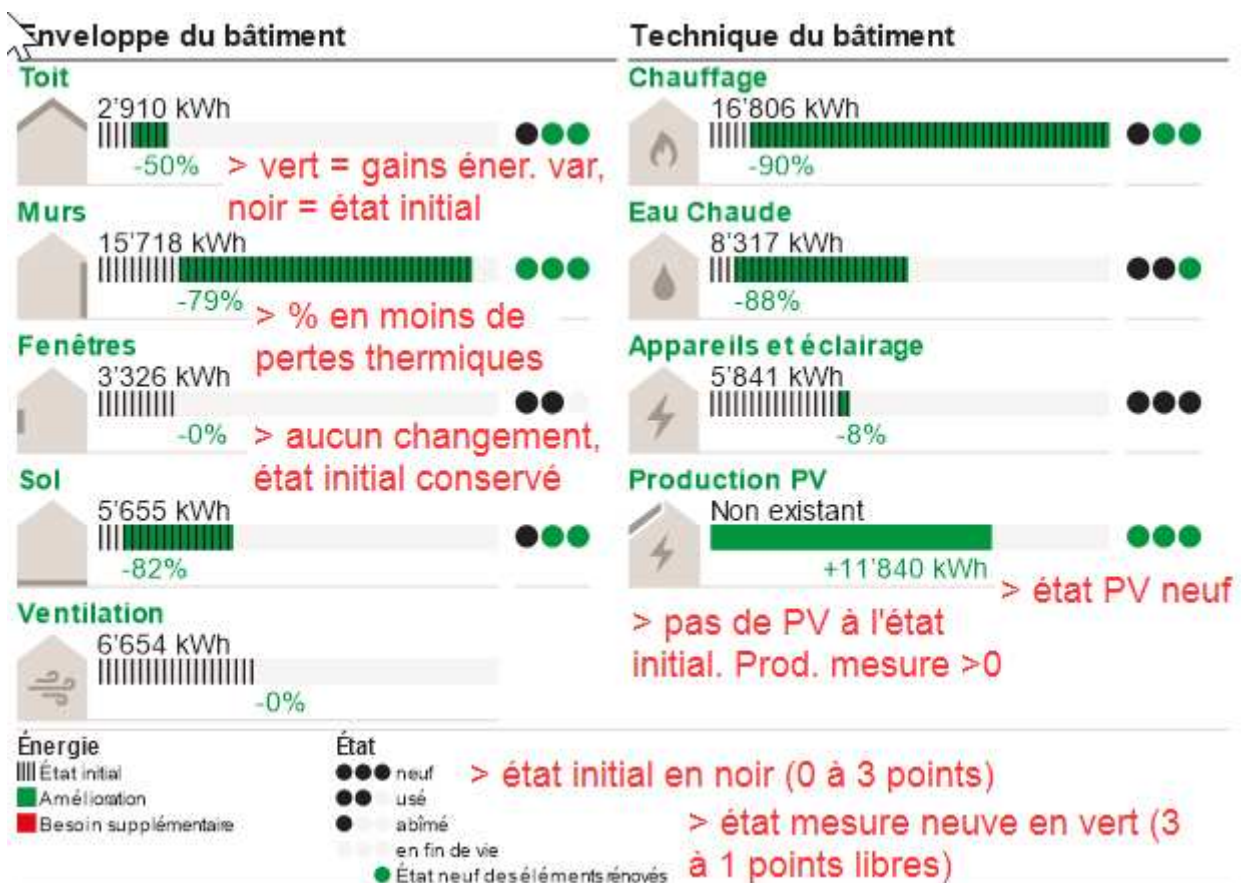 Enveloppe du bâtiment
Toit
2'910 kWh
-50%
> vert = gains éner. var,
noir = état initial
Murs
15'718 kWh
-79%
> % en moins de
pertes thermiques
Fenêtres
3'326 kWh
-0%
> aucun changement,
état initial conservé
Sol
5'655 kWh
-82%
Ventilation
6'654 kWh
-0%
Technique du bâtiment
Chauffage
16'806 kWh
-90%
Eau Chaude
8'317 kWh
-88%
Appareils et éclairage
5'841 kWh
-8%
Production PV
Non existant
+11'840 kWh
> état PV neuf
> pas de PV à l'état
initial. Prod. mesure >0
Énergie
État initial
Amélioration
Besoin supplémentaire
État
neuf
usé
abîmé
en fin de vie
État neuf des éléments rénovés
> état initial en noir (0 à 3 points)
> état mesure neuve en vert (3
à 1 points libres)